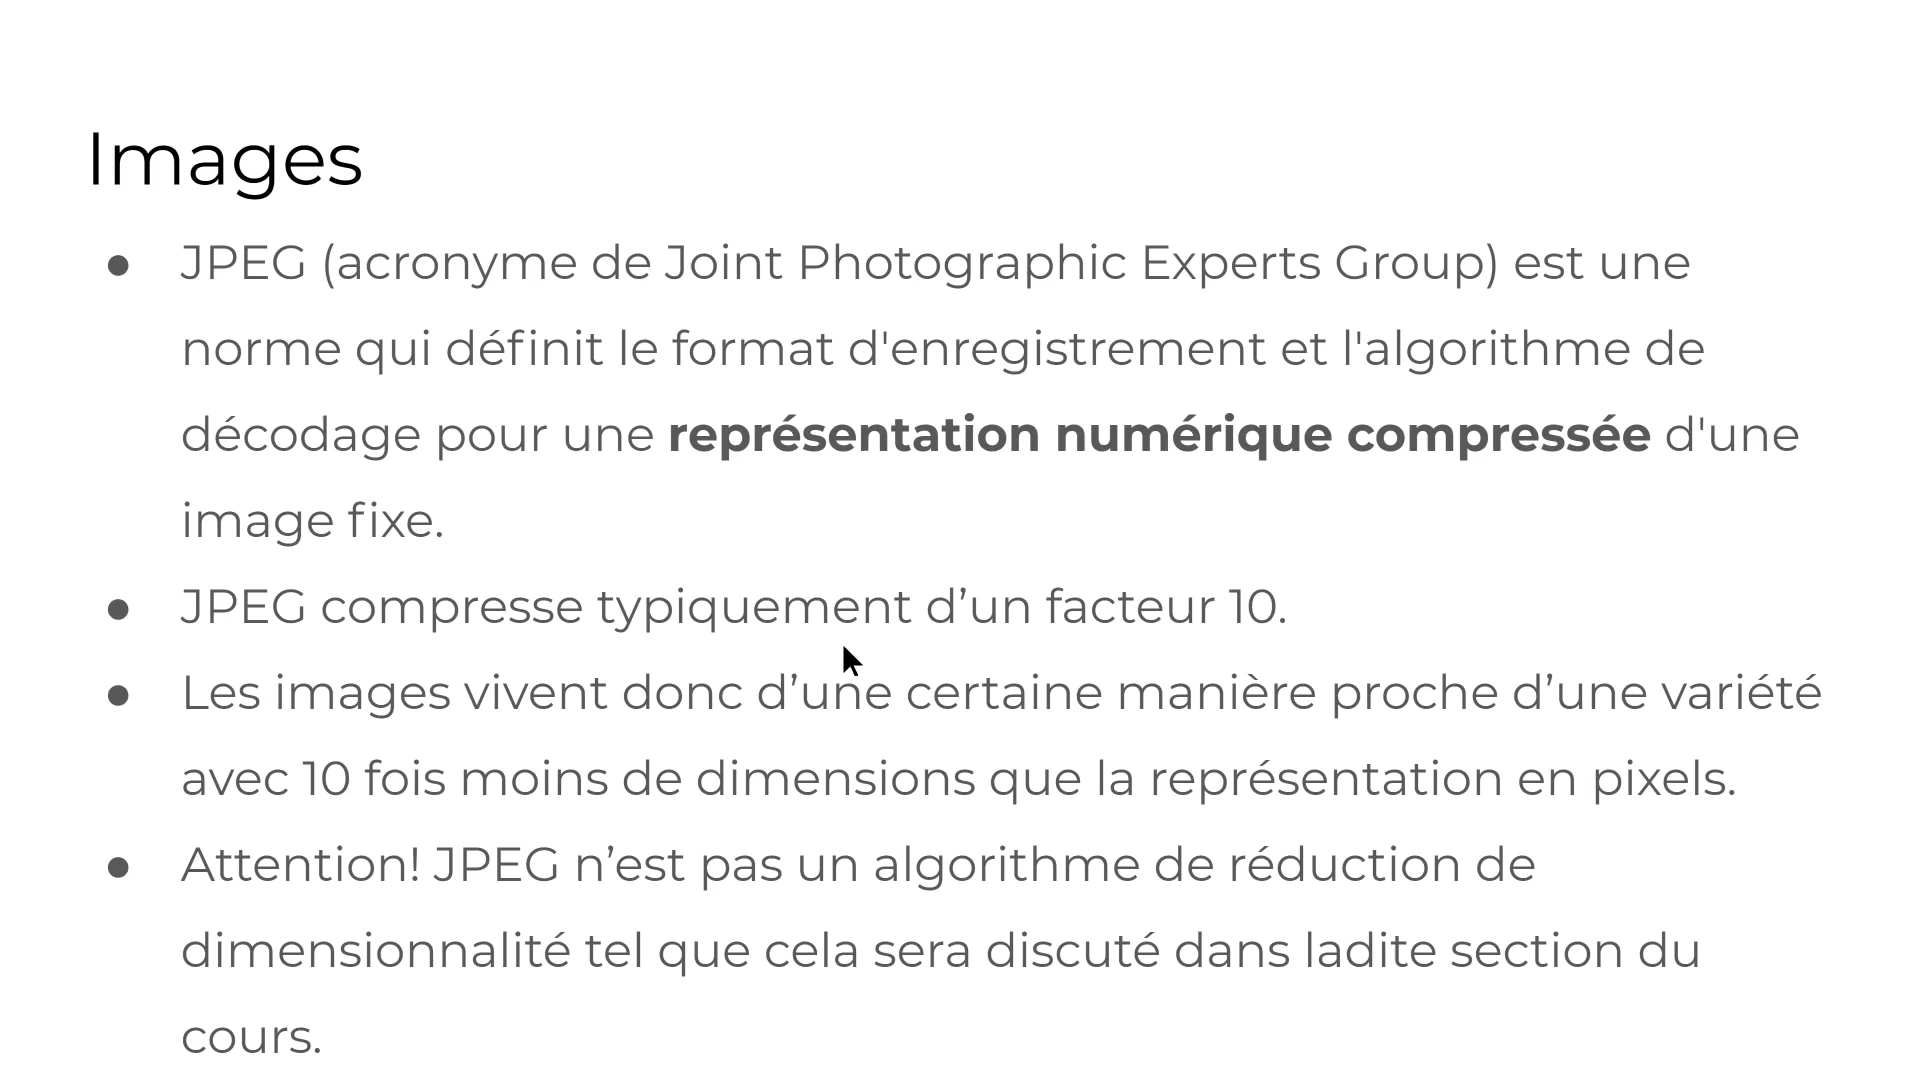 Images
● JPEG (acronyme de Joint Photographic Experts Group) est une
norme qui définit le format d'enregistrement et l'algorithme de
décodage pour une représentation numérique compressée d'une
image fixe.
● JPEG compresse typiquement d’un facteur 10.
● Les images vivent donc d’une certaine manière proche d’une variété
avec 10 fois moins de dimensions que la représentation en pixels.
● Attention! JPEG n’est pas un algorithme de réduction de
dimensionnalité tel que cela sera discuté dans ladite section du
cours.